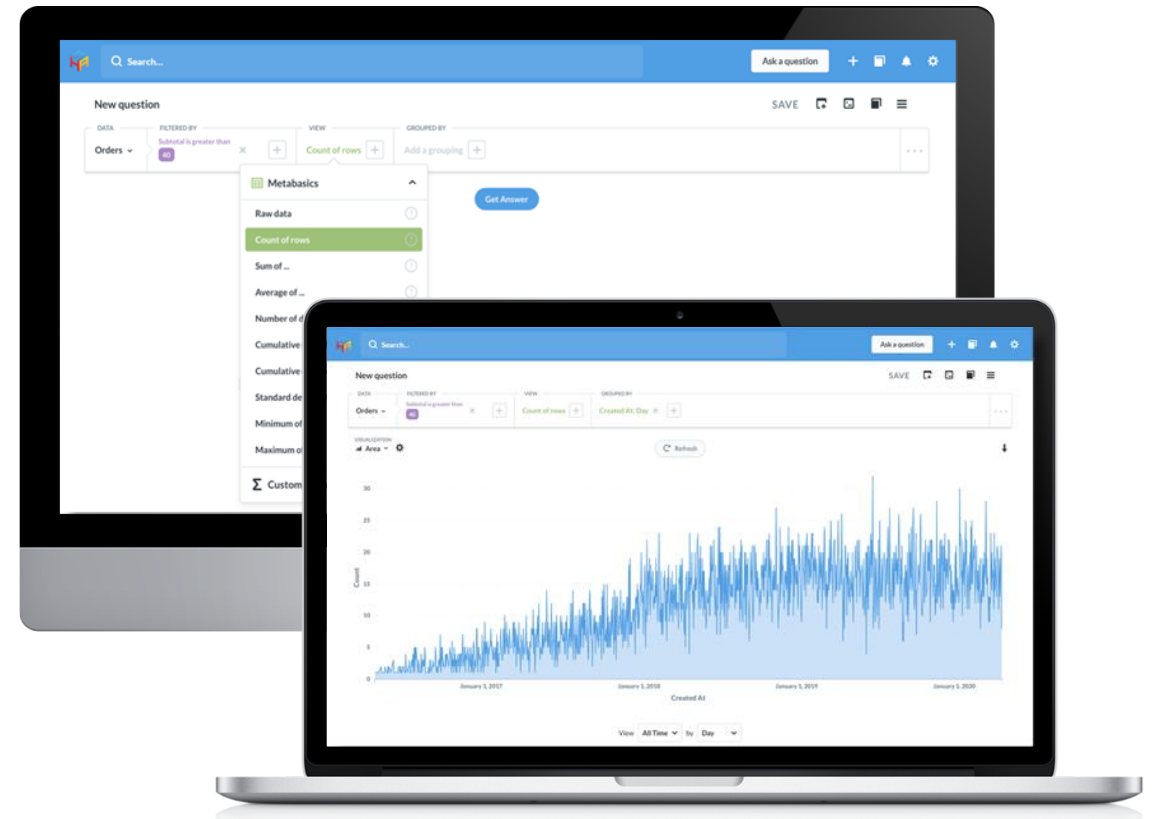 Search...
Ask a question
New question
SAVE
DATA
FILTERED BY
VIEW
GROUPED BY
Orders
Subtotal is greater than
40
Count of rows
Add a grouping
Metabasics
Get Answer
Raw data
Count of rows
Sum of ...
Average of ...
Number of d
Cumulative
Cumulative
Standard de
Minimum of
Maximum o
Σ Custom
Search...
Ask a question
New question
SAVE
DATA
FILTERED BY
VIEW
GROUPED BY
Orders
Subtotal is greater than
40
Count of rows
Created At: Day
VISUALIZATION
Area
Refresh
30
25
20
15
10
5
0
Count
January 1, 2017
January 1, 2018
January 1, 2019
January 1, 2020
Created At
View All Time by Day